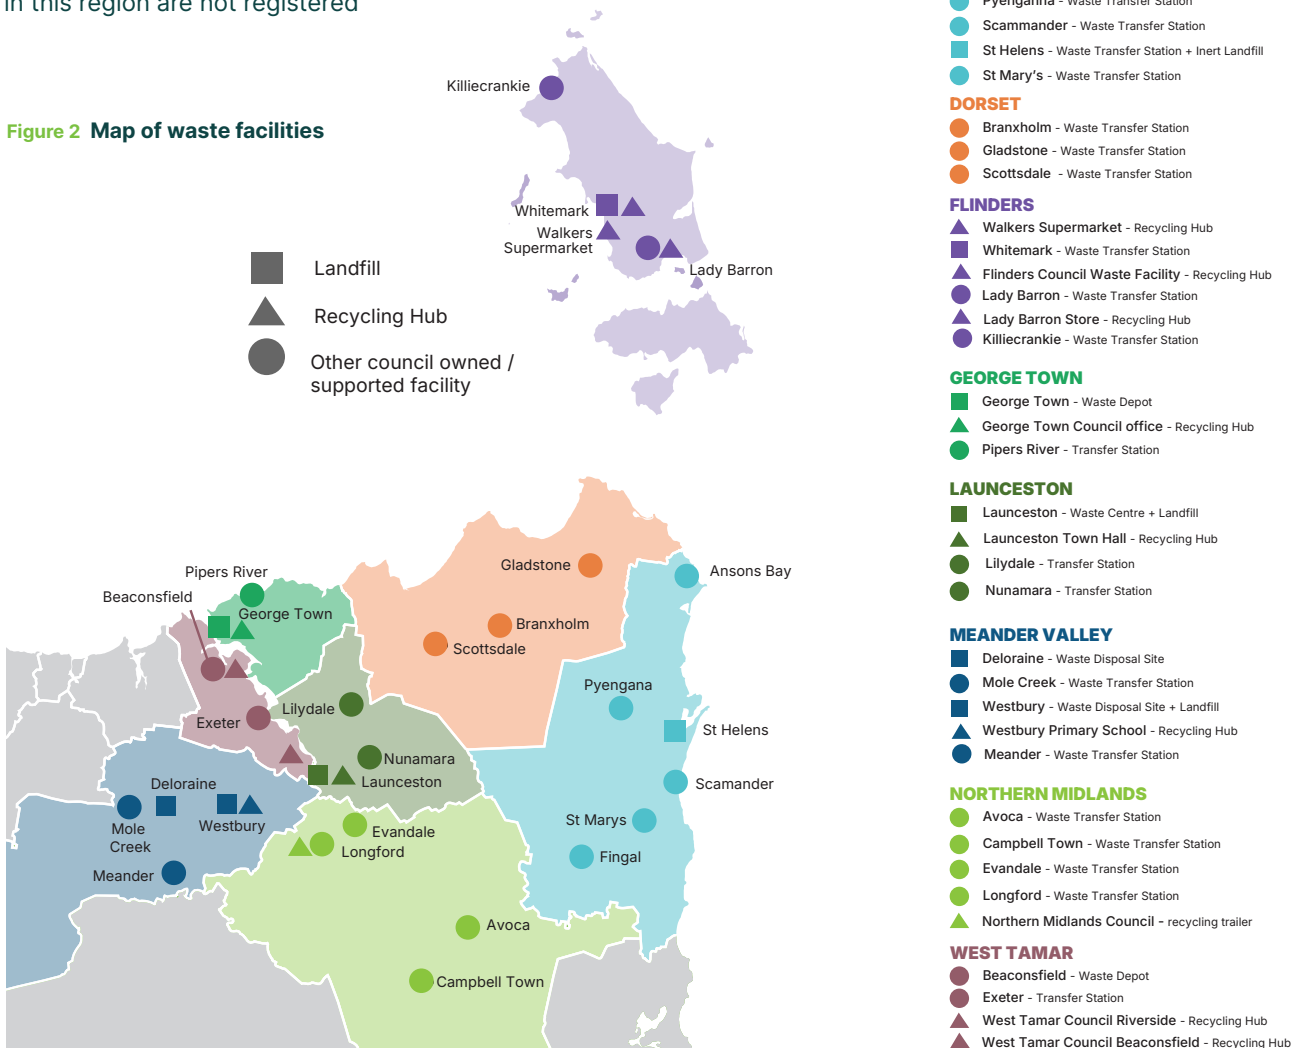 in this region are not registered
Figure 2 Map of waste facilities
Landfill
Recycling Hub
Other council owned /
supported facility
Killiecrankie
Whitemark
Walkers
Supermarket
Lady Barron
Pipers River
Beaconsfield
George Town
Gladstone
Ansons Bay
Branxholm
Scottsdale
Pyengana
Lilydale
Exeter
St Helens
Nunamara
Launceston
Scamander
Deloraine
Westbury
Mole
Creek
Meander
St Marys
Fingal
Evandale
Longford
Avoca
Campbell Town
Pyenganna - Waste Transfer Station
Scammander - Waste Transfer Station
St Helens - Waste Transfer Station + Inert Landfill
St Mary's - Waste Transfer Station
DORSET
Branxholm - Waste Transfer Station
Gladstone - Waste Transfer Station
Scottsdale - Waste Transfer Station
FLINDERS
Walkers Supermarket - Recycling Hub
Whitemark - Waste Transfer Station
Flinders Council Waste Facility - Recycling Hub
Lady Barron - Waste Transfer Station
Lady Barron Store - Recycling Hub
Killiecrankie - Waste Transfer Station
GEORGE TOWN
George Town - Waste Depot
George Town Council office - Recycling Hub
Pipers River - Transfer Station
LAUNCESTON
Launceston - Waste Centre + Landfill
Launceston Town Hall - Recycling Hub
Lilydale - Transfer Station
Nunamara - Transfer Station
MEANDER VALLEY
Deloraine - Waste Disposal Site
Mole Creek - Waste Transfer Station
Westbury - Waste Disposal Site + Landfill
Westbury Primary School - Recycling Hub
Meander - Waste Transfer Station
NORTHERN MIDLANDS
Avoca - Waste Transfer Station
Campbell Town - Waste Transfer Station
Evandale - Waste Transfer Station
Longford - Waste Transfer Station
Northern Midlands Council - recycling trailer
WEST TAMAR
Beaconsfield - Waste Depot
Exeter - Transfer Station
West Tamar Council Riverside - Recycling Hub
West Tamar Council Beaconsfield - Recycling Hub